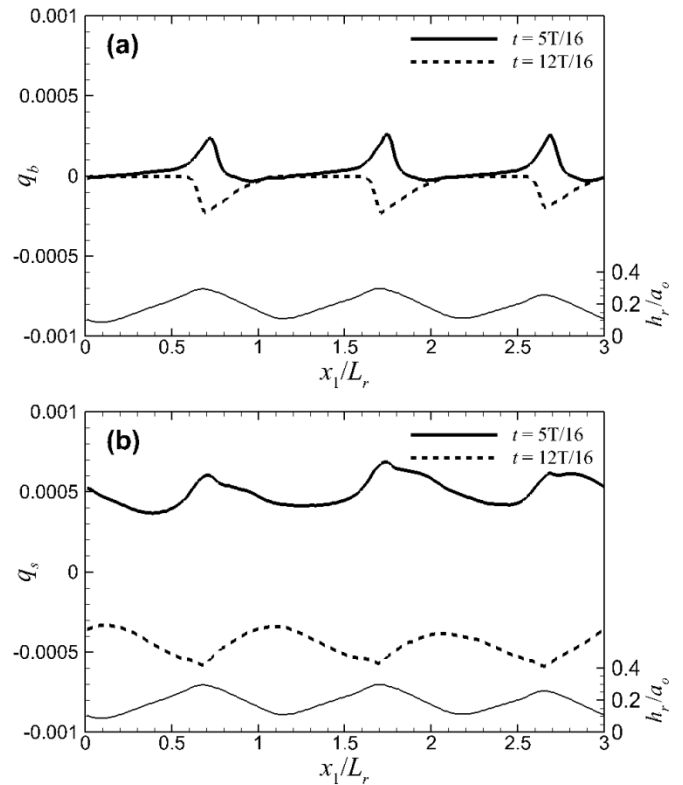 0.001
(a)
t = 5T/16
t = 12T/16
0.0005
q_b
0
-0.0005
0.4
0.2
h_r/a_o
-0.001
0
0 0.5 1 1.5 2 2.5 3
x_1/L_r
0.001
(b)
t = 5T/16
t = 12T/16
0.0005
q_s
0
-0.0005
0.4
0.2
h_r/a_o
-0.001
0
0 0.5 1 1.5 2 2.5 3
x_1/L_r